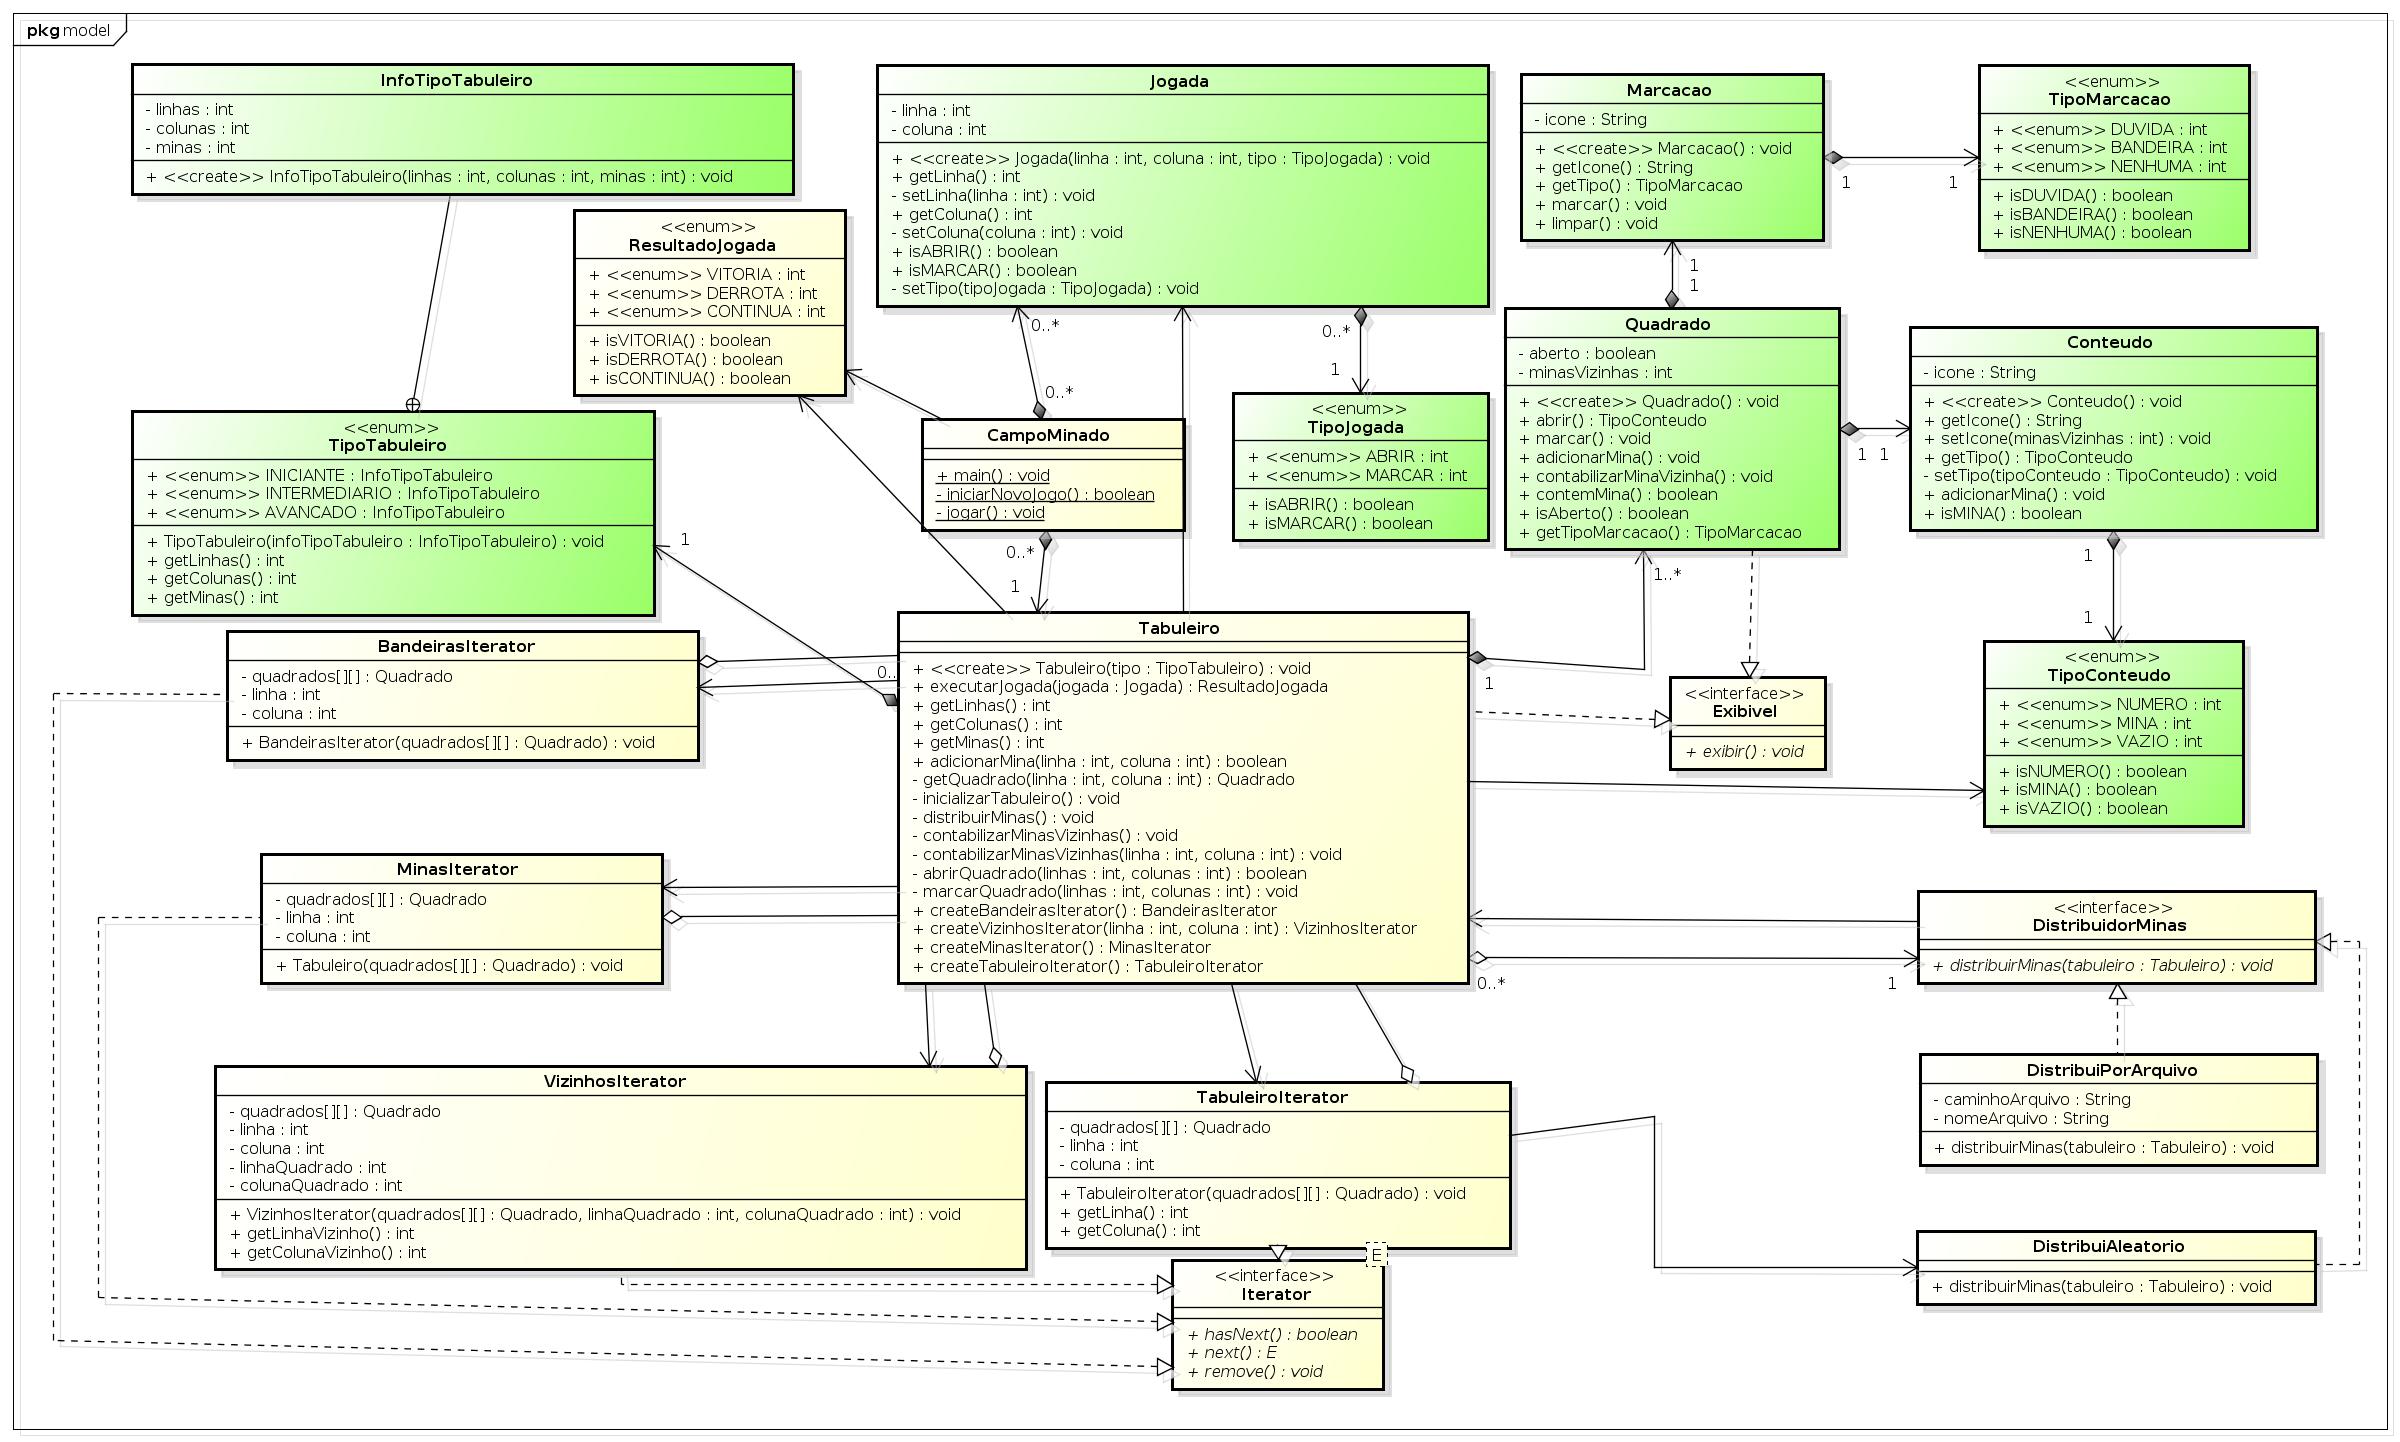 pkg model
InfoTipoTabuleiro
- linhas : int
- colunas : int
- minas : int
+ <<create>> InfoTipoTabuleiro(linhas : int, colunas : int, minas : int) : void
<<enum>>
ResultadoJogada
+ <<enum>> VITORIA : int
+ <<enum>> DERROTA : int
+ <<enum>> CONTINUA : int
+ isVITORIA() : boolean
+ isDERROTA() : boolean
+ isCONTINUA() : boolean
Jogada
- linha : int
- coluna : int
+ <<create>> Jogada(linha : int, coluna : int, tipo : TipoJogada) : void
+ getLinha() : int
- setLinha(linha : int) : void
+ getColuna() : int
- setColuna(coluna : int) : void
+ isABRIR() : boolean
+ isMARCAR() : boolean
- setTipo(tipoJogada : TipoJogada) : void
Marcacao
- icone : String
+ <<create>> Marcacao() : void
+ getIcone() : String
+ getTipo() : TipoMarcacao
+ marcar() : void
+ limpar() : void
1
1
<<enum>>
TipoMarcacao
+ <<enum>> DUVIDA : int
+ <<enum>> BANDEIRA : int
+ <<enum>> NENHUMA : int
+ isDUVIDA() : boolean
+ isBANDEIRA() : boolean
+ isNENHUMA() : boolean
1
1
Quadrado
- aberto : boolean
- minasVizinhas : int
+ <<create>> Quadrado() : void
+ abrir() : TipoConteudo
+ marcar() : void
+ adicionarMina() : void
+ contabilizarMinaVizinha() : void
+ contemMina() : boolean
+ isAberto() : boolean
+ getTipoMarcacao() : TipoMarcacao
1
1
Conteudo
- icone : String
+ <<create>> Conteudo() : void
+ getIcone() : String
+ setIcone(minasVizinhas : int) : void
+ getTipo() : TipoConteudo
- setTipo(tipoConteudo : TipoConteudo) : void
+ adicionarMina() : void
+ isMINA() : boolean
0..*
0..*
0..*
1
<<enum>>
TipoJogada
+ <<enum>> ABRIR : int
+ <<enum>> MARCAR : int
+ isABRIR() : boolean
+ isMARCAR() : boolean
<<enum>>
TipoTabuleiro
+ <<enum>> INICIANTE : InfoTipoTabuleiro
+ <<enum>> INTERMEDIARIO : InfoTipoTabuleiro
+ <<enum>> AVANCADO : InfoTipoTabuleiro
+ TipoTabuleiro(infoTipoTabuleiro : InfoTipoTabuleiro) : void
+ getLinhas() : int
+ getColunas() : int
+ getMinas() : int
1
CampoMinado
+ main() : void
- iniciarNovoJogo() : boolean
- jogar() : void
0..*
1
1..*
1
1
BandeirasIterator
- quadrados[][] : Quadrado
- linha : int
- coluna : int
+ BandeirasIterator(quadrados[][] : Quadrado) : void
0..
Tabuleiro
+ <<create>> Tabuleiro(tipo : TipoTabuleiro) : void
+ executarJogada(jogada : Jogada) : ResultadoJogada
+ getLinhas() : int
+ getColunas() : int
+ getMinas() : int
+ adicionarMina(linha : int, coluna : int) : boolean
- getQuadrado(linha : int, coluna : int) : Quadrado
- inicializarTabuleiro() : void
- distribuirMinas() : void
- contabilizarMinasVizinhas() : void
- contabilizarMinasVizinhas(linha : int, coluna : int) : void
- abrirQuadrado(linhas : int, colunas : int) : boolean
- marcarQuadrado(linhas : int, colunas : int) : void
+ createBandeirasIterator() : BandeirasIterator
+ createVizinhosIterator(linha : int, coluna : int) : VizinhosIterator
+ createMinasIterator() : MinasIterator
+ createTabuleiroIterator() : TabuleiroIterator
1
<<interface>>
Exibivel
+ exibir() : void
<<enum>>
TipoConteudo
+ <<enum>> NUMERO : int
+ <<enum>> MINA : int
+ <<enum>> VAZIO : int
+ isNUMERO() : boolean
+ isMINA() : boolean
+ isVAZIO() : boolean
MinasIterator
- quadrados[][] : Quadrado
- linha : int
- coluna : int
+ Tabuleiro(quadrados[][] : Quadrado) : void
<<interface>>
DistribuidorMinas
+ distribuirMinas(tabuleiro : Tabuleiro) : void
0..*
1
VizinhosIterator
- quadrados[][] : Quadrado
- linha : int
- coluna : int
- linhaQuadrado : int
- colunaQuadrado : int
+ VizinhosIterator(quadrados[][] : Quadrado, linhaQuadrado : int, colunaQuadrado : int) : void
+ getLinhaVizinho() : int
+ getColunaVizinho() : int
TabuleiroIterator
- quadrados[][] : Quadrado
- linha : int
- coluna : int
+ TabuleiroIterator(quadrados[][] : Quadrado) : void
+ getLinha() : int
+ getColuna() : int
DistribuiPorArquivo
- caminhoArquivo : String
- nomeArquivo : String
+ distribuirMinas(tabuleiro : Tabuleiro) : void
DistribuiAleatorio
+ distribuirMinas(tabuleiro : Tabuleiro) : void
E
<<interface>>
Iterator
+ hasNext() : boolean
+ next() : E
+ remove() : void